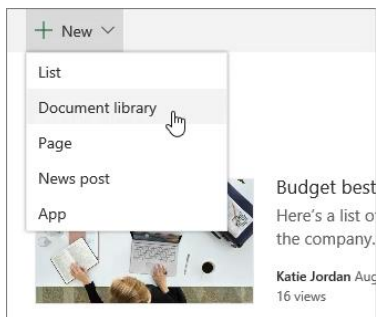 New
List
Document library
Page
News post
App
Budget best
Here's a list
the company.
Katie Jordan Aug
16 views